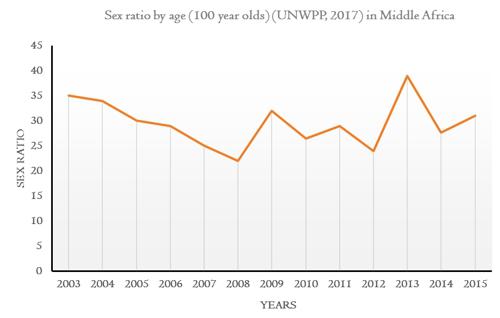 Sex ratio by age (100 year olds) (UNWPP, 2017) in Middle Africa
45
40
35
30
25
20
15
10
5
0
SEX RATIO
2003 2004 2005 2006 2007 2008 2009 2010 2011 2012 2013 2014 2015
YEARS